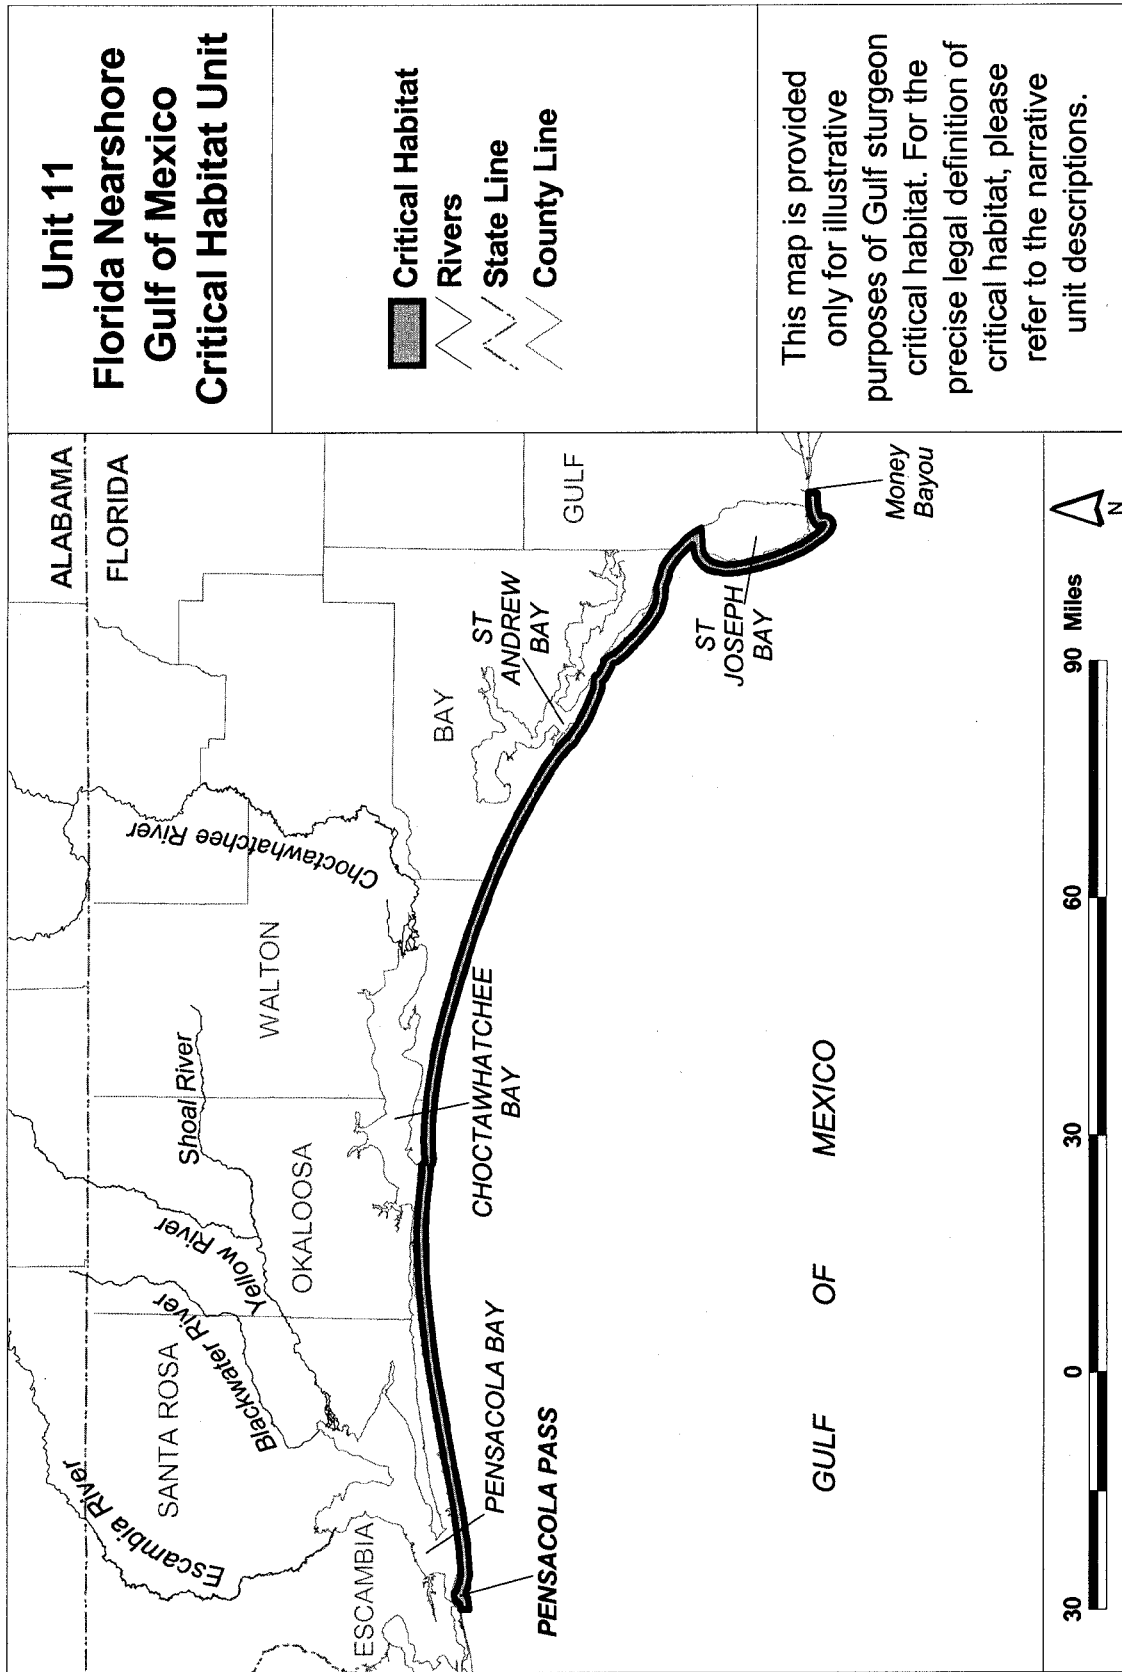 Unit 11
Florida Nearshore
Gulf of Mexico
Critical Habitat Unit
Critical Habitat
Rivers
State Line
County Line
This map is provided
only for illustrative
purposes of Gulf sturgeon
critical habitat. For the
precise legal definition of
critical habitat, please
refer to the narrative
unit descriptions.
ALABAMA
FLORIDA
Escambia River
SANTA ROSA
Blackwater River
Yellow River
Shoal River
OKALOOSA
WALTON
Choctawhatchee River
ESCAMBIA
BAY
GULF
PENSACOLA BAY
PENSACOLA PASS
CHOCTAWHATCHEE
BAY
ST
ANDREW
BAY
ST
JOSEPH
BAY
Money
Bayou
GULF OF MEXICO
30 0 30 60 90 Miles
N